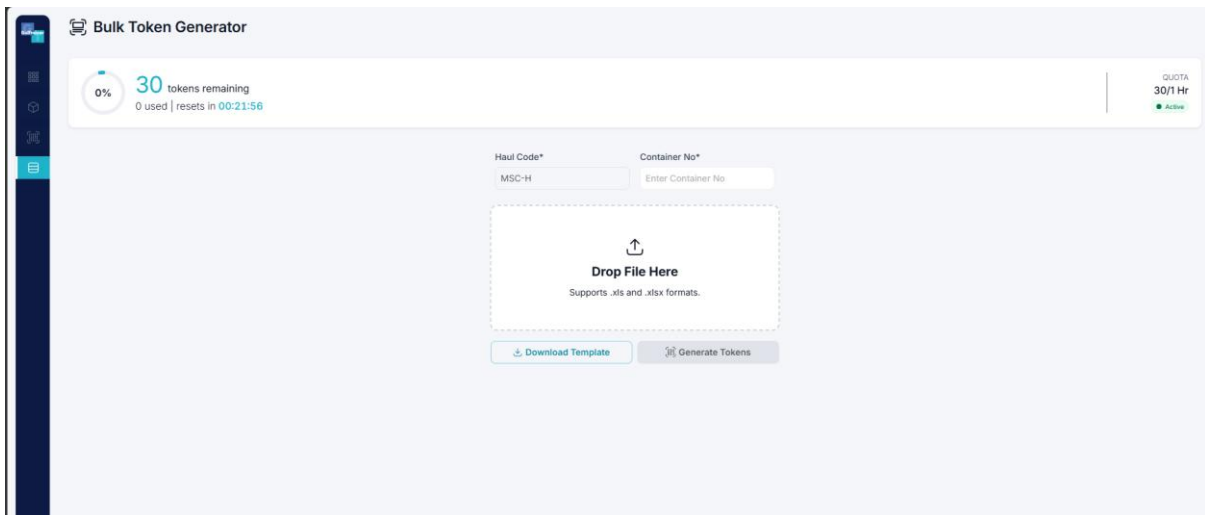 Bulk Token Generator
0%
30 tokens remaining
0 used | resets in 00:21:56
QUOTA
30/1 Hr
Active
Haul Code*
Container No*
MSC-H
Enter Container No
Drop File Here
Supports .xls and .xlsx formats.
Download Template
Generate Tokens